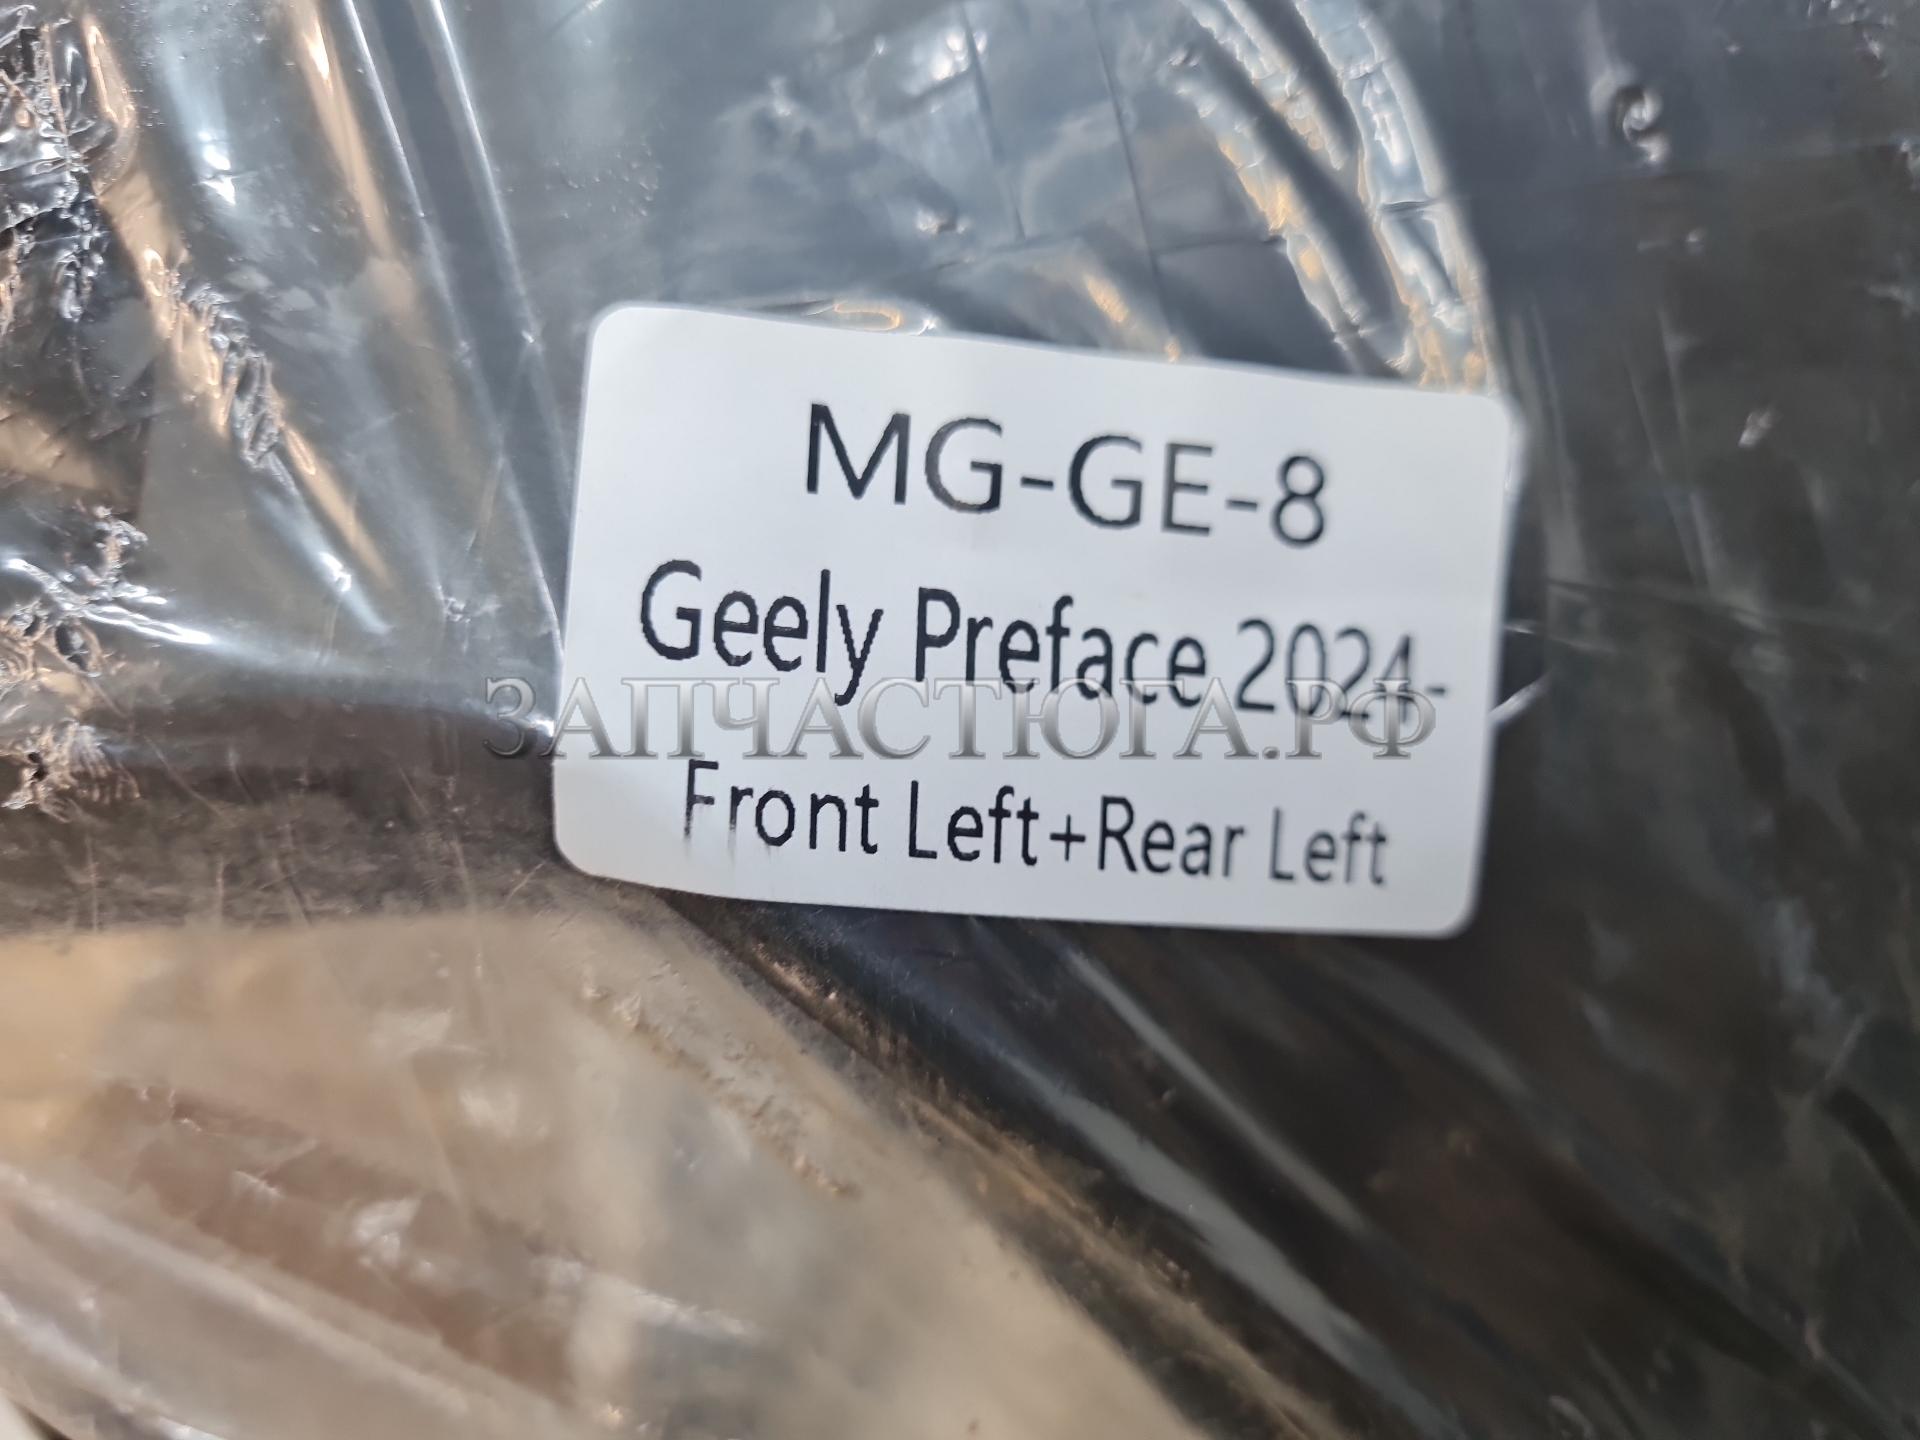 MG-GE-8
Geely Preface 2024-
ЗАПЧАСТЮГА.РФ
Front Left+Rear Left